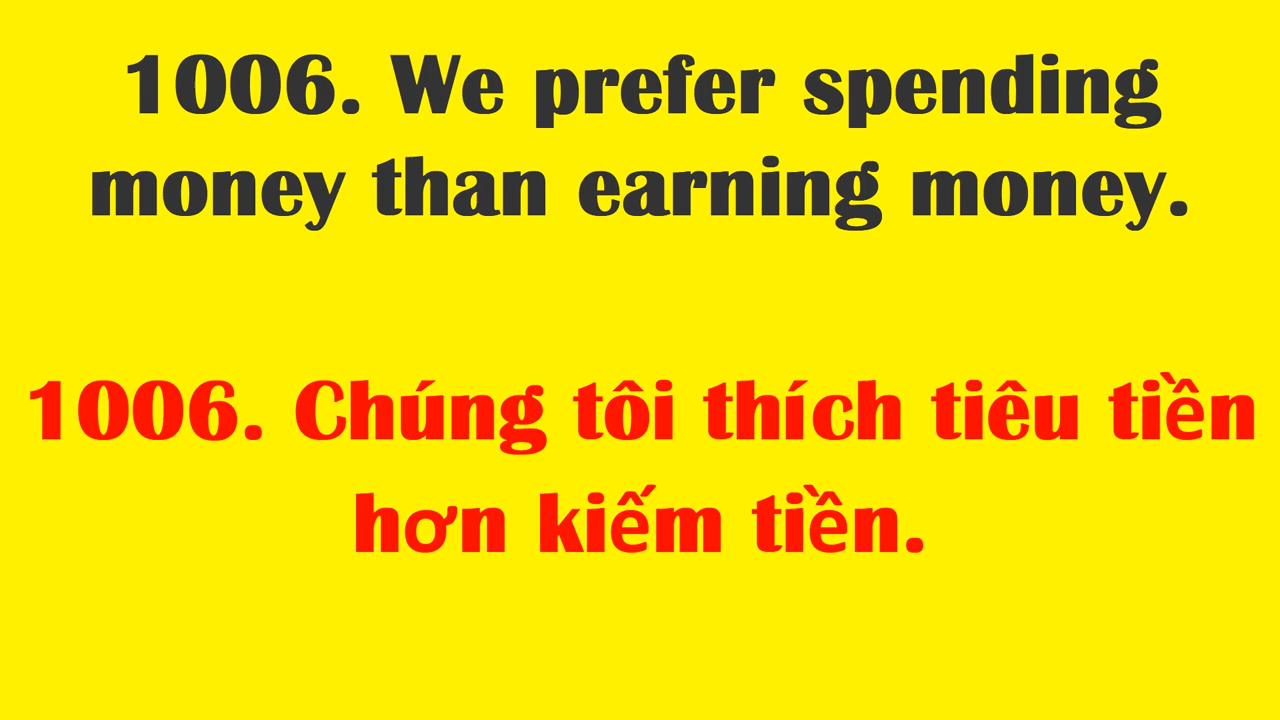 1006. We prefer spending
money than earning money.
1006. Chúng tôi thích tiêu tiền
hơn kiếm tiền.